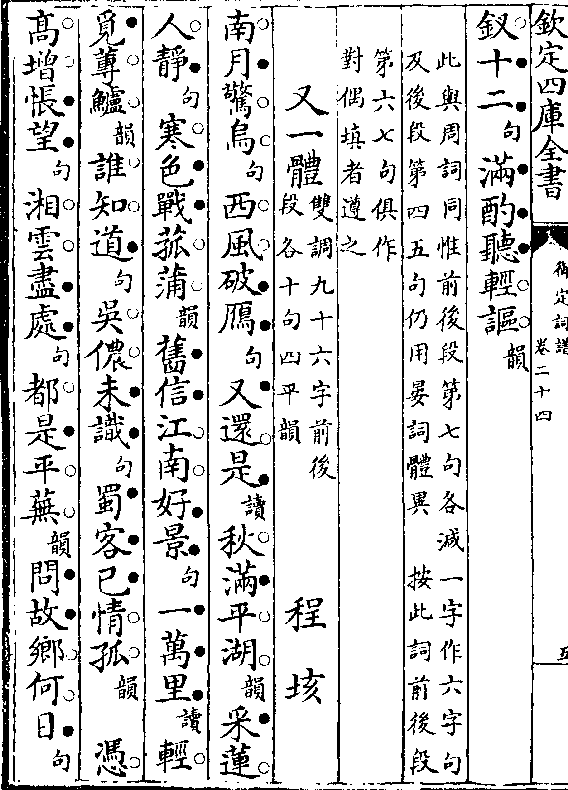 欽定四庫全書
御定詞譜
卷二十四
五
釵十二句滿酌聽輕謳韻
此與周詞同惟前後段第七句各減一字作六字句
及後段第四五句仍用晏詞體異 按此詞前後段
第六七句俱作
對偶填者遵之
又一體
雙調九十六字前後
段各十句四平韻
程垓
南月驚烏句西風破鴈句又還是讀秋滿平湖韻采蓮
人靜句寒色戰菰蒲韻舊信江南好景句一萬里讀輕
覓蓴鱸韻誰知道句吳儂未識句蜀客已情孤韻 憑
高增悵望句湘雲盡處句都是平蕪韻問故鄉何日句